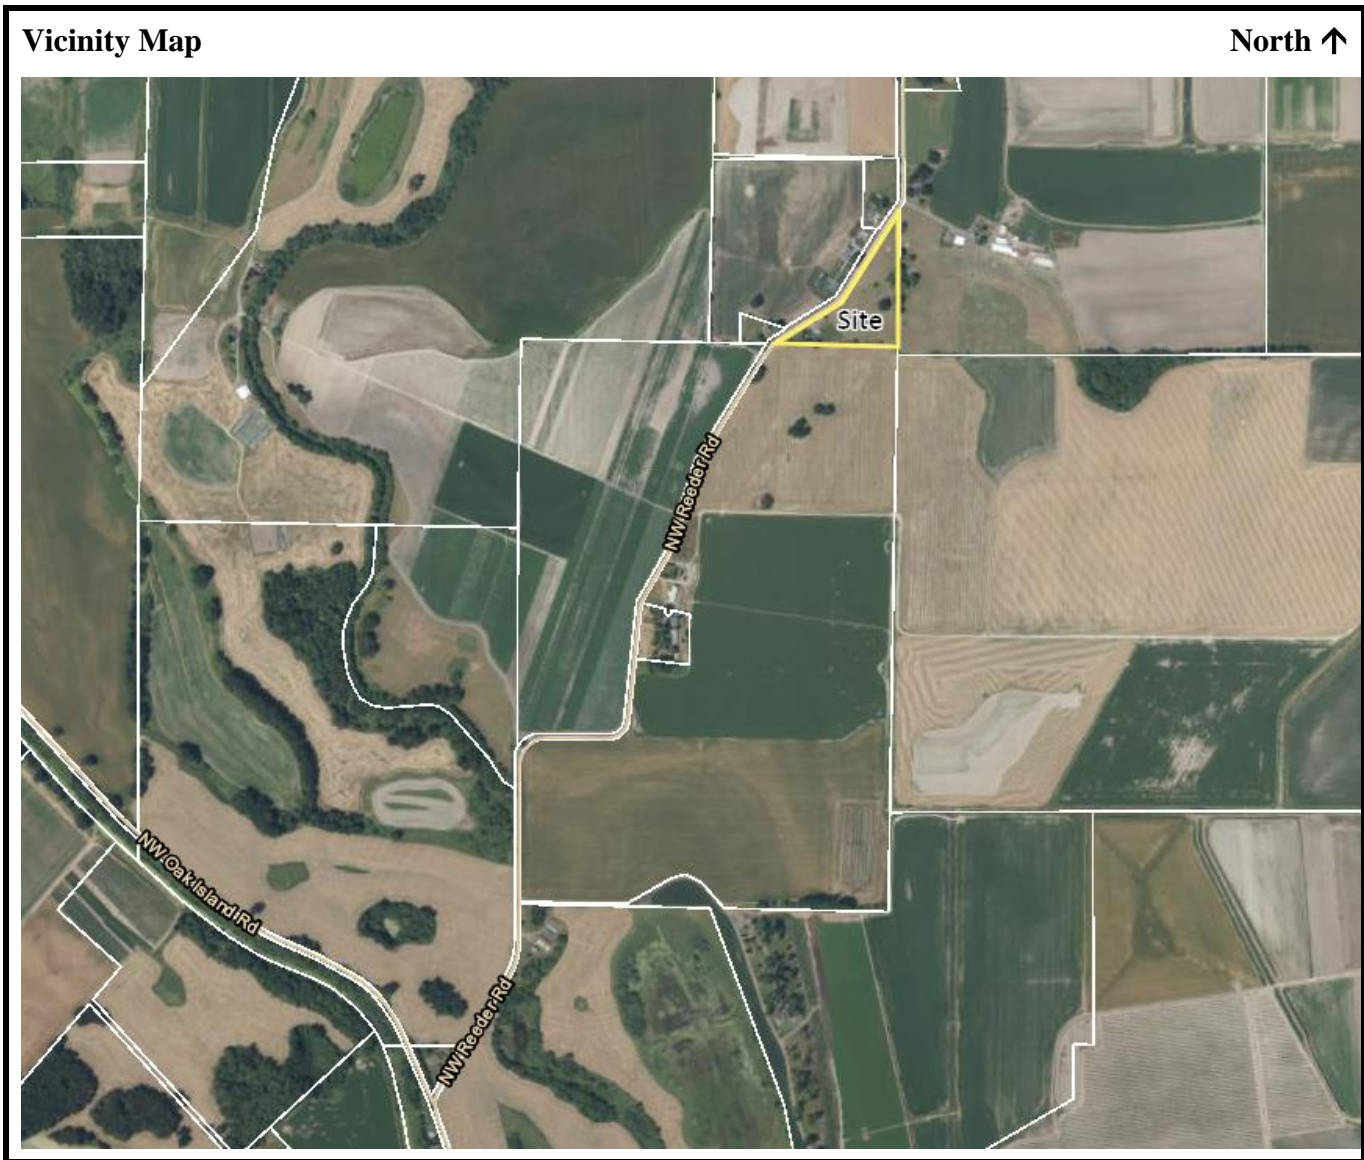 Vicinity Map
North ↑
Site
NW Reeder Rd
NW Oak Island Rd
NW Reeder Rd